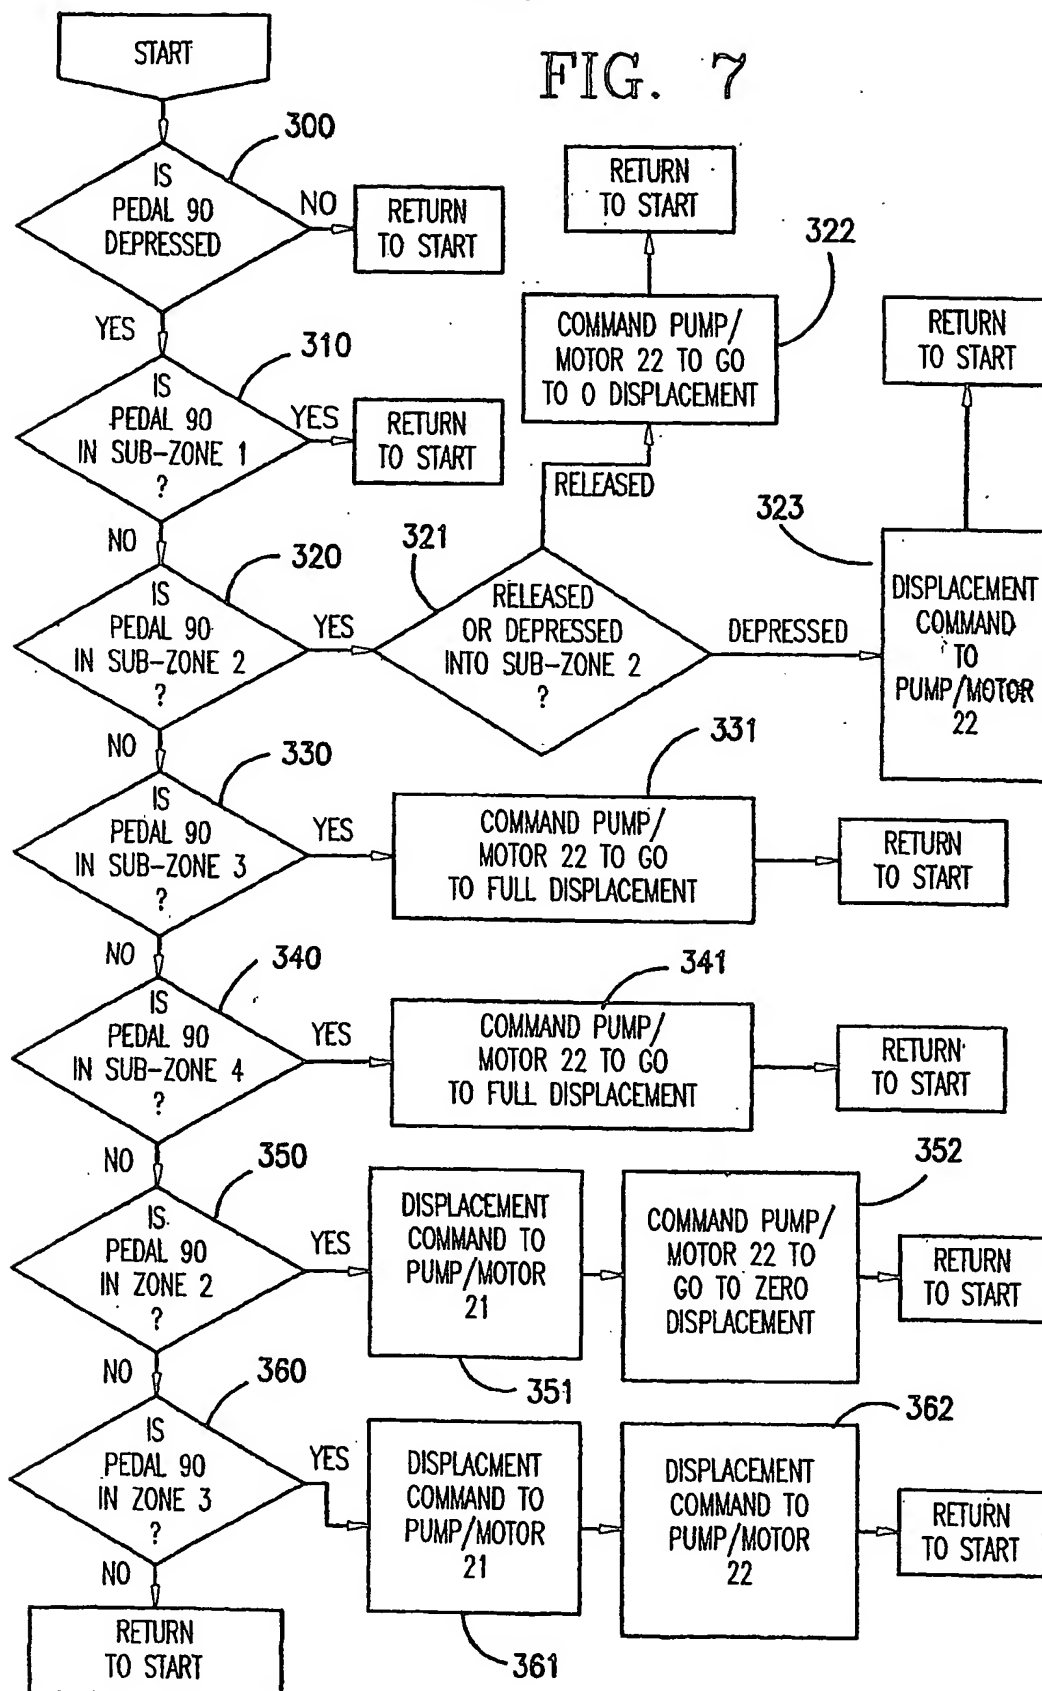 FIG. 7
START
300
IS
PEDAL 90
DEPRESSED
NO
RETURN
TO START
YES
310
IS
PEDAL 90
IN SUB-ZONE 1
?
YES
RETURN
TO START
NO
320
IS
PEDAL 90
IN SUB-ZONE 2
?
YES
321
RELEASED
OR DEPRESSED
INTO SUB-ZONE 2
?
RELEASED
322
COMMAND PUMP/
MOTOR 22 TO GO
TO 0 DISPLACEMENT
RETURN
TO START
DEPRESSED
323
DISPLACEMENT
COMMAND
TO
PUMP/MOTOR
22
RETURN
TO START
NO
330
IS
PEDAL 90
IN SUB-ZONE 3
?
YES
331
COMMAND PUMP/
MOTOR 22 TO GO
TO FULL DISPLACEMENT
RETURN
TO START
NO
340
IS
PEDAL 90
IN SUB-ZONE 4
?
YES
341
COMMAND PUMP/
MOTOR 22 TO GO
TO FULL DISPLACEMENT
RETURN
TO START
NO
350
IS
PEDAL 90
IN ZONE 2
?
YES
DISPLACEMENT
COMMAND TO
PUMP/MOTOR
21
351
352
COMMAND PUMP/
MOTOR 22 TO
GO TO ZERO
DISPLACEMENT
RETURN
TO START
NO
360
IS
PEDAL 90
IN ZONE 3
?
YES
DISPLACMENT
COMMAND TO
PUMP/MOTOR
21
361
362
DISPLACEMENT
COMMAND TO
PUMP/MOTOR
22
RETURN
TO START
NO
RETURN
TO START